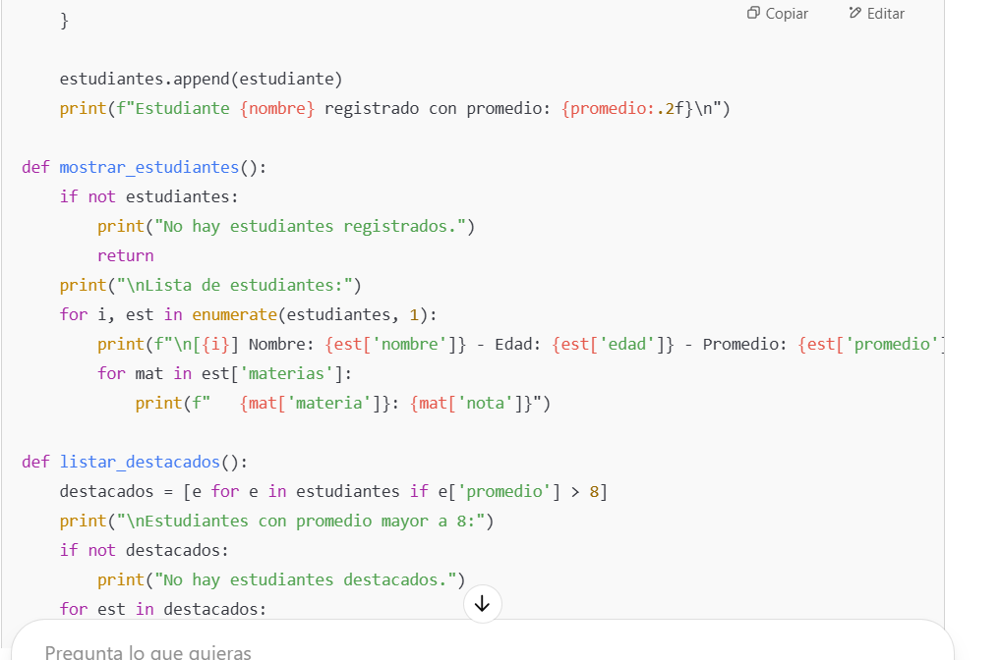 }
Copiar
Editar
estudiantes.append(estudiante)
print(f"Estudiante {nombre} registrado con promedio: {promedio:.2f}\n")
def mostrar_estudiantes():
if not estudiantes:
print("No hay estudiantes registrados.")
return
print("\nLista de estudiantes:")
for i, est in enumerate(estudiantes, 1):
print(f"\n[{i}] Nombre: {est['nombre']} - Edad: {est['edad']} - Promedio: {est['promedio']
for mat in est['materias']:
print(f"   {mat['materia']}: {mat['nota']}")
def listar_destacados():
destacados = [e for e in estudiantes if e['promedio'] > 8]
print("\nEstudiantes con promedio mayor a 8:")
if not destacados:
print("No hay estudiantes destacados.")
for est in destacados:
Pregunta lo que quieras